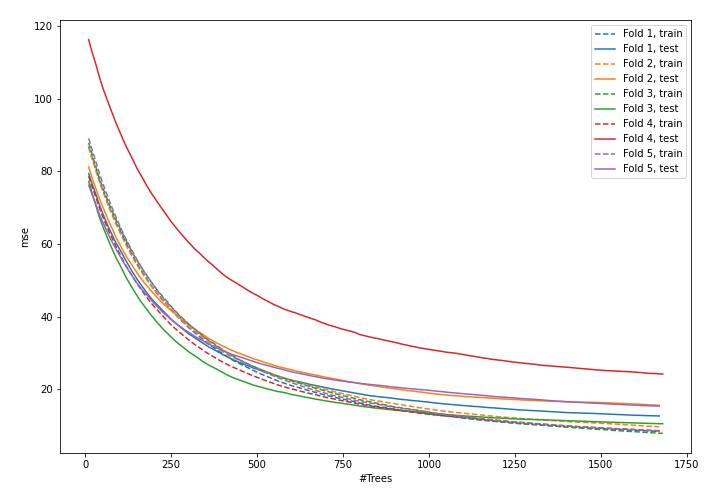 120
100
80
60
40
20
mse
0
250
500
750
1000
1250
1500
1750
#Trees
Fold 1, train
Fold 1, test
Fold 2, train
Fold 2, test
Fold 3, train
Fold 3, test
Fold 4, train
Fold 4, test
Fold 5, train
Fold 5, test